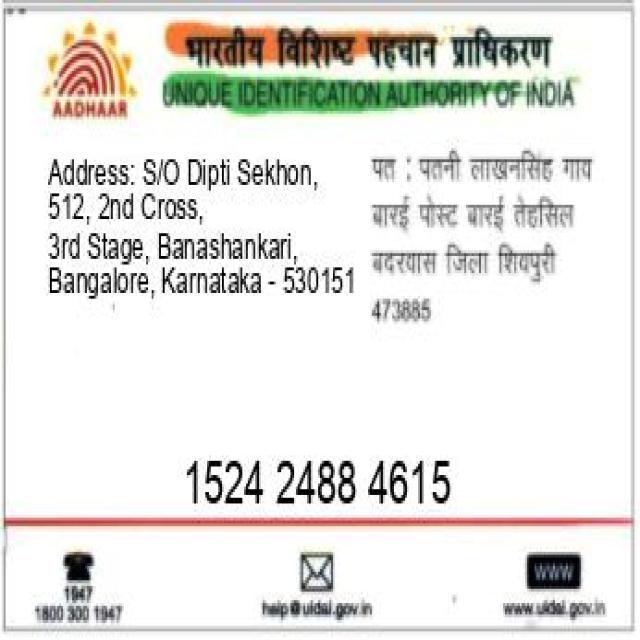 भारतीय विशिष्ट पहचान प्राधिकरण
UNIQUE IDENTIFICATION AUTHORITY OF INDIA
AADHAAR
Address: S/O Dipti Sekhon,
512, 2nd Cross,
3rd Stage, Banashankari,
Bangalore, Karnataka - 530151
पत : पतनी लाखनसिंह गाय
बारई पोस्ट बारई तेहसिल
बदरवास जिला शिवपुरी
473885
1524 2488 4615
1947
1800 300 1947
help@uidai.gov.in
WWW
www.uidai.gov.in